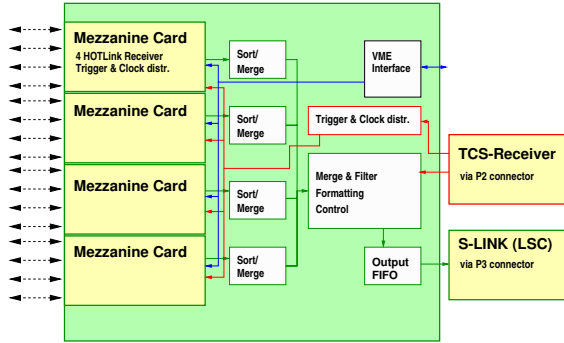 Mezzanine Card
4 HOTLink Receiver
Trigger & Clock distr.
Mezzanine Card
Mezzanine Card
Mezzanine Card
Sort/
Merge
Sort/
Merge
Sort/
Merge
Sort/
Merge
VME
Interface
Trigger & Clock distr.
Merge & Filter
Formatting
Control
Output
FIFO
TCS-Receiver
via P2 connector
S-LINK (LSC)
via P3 connector